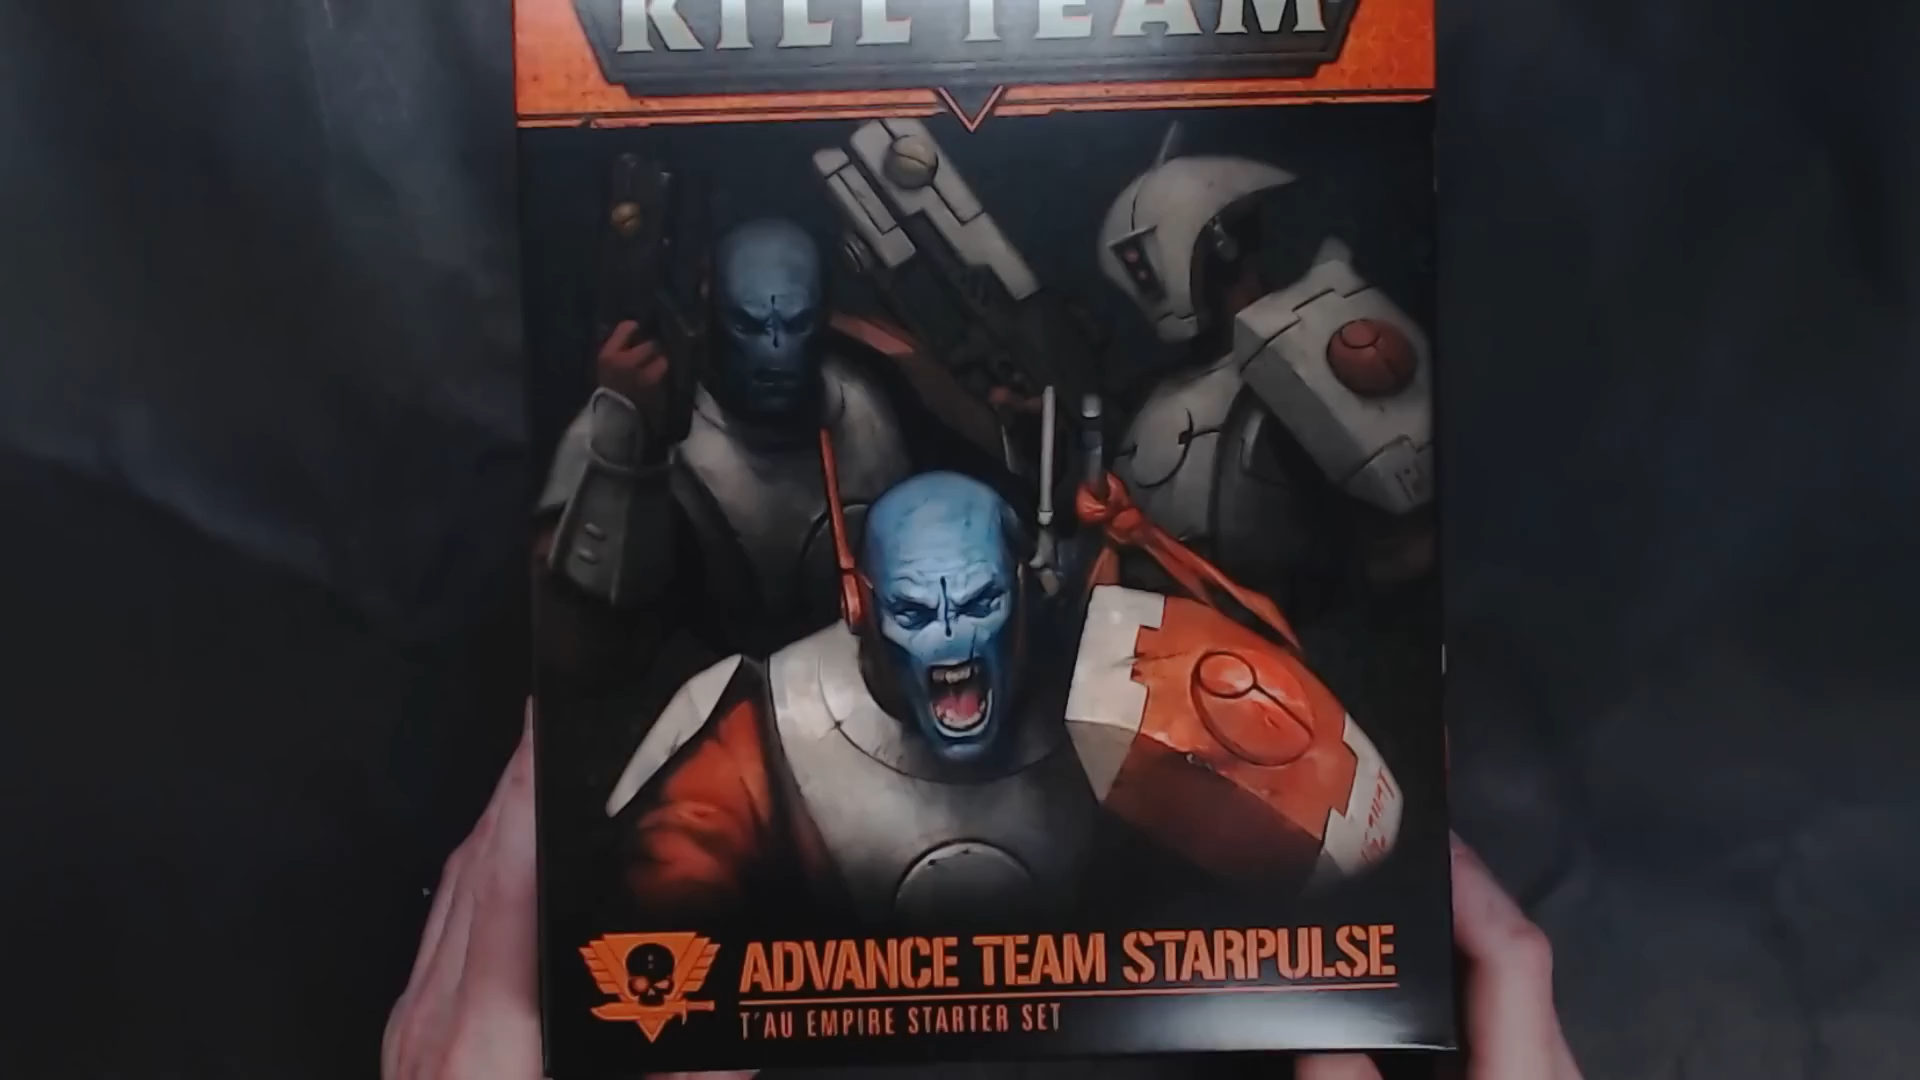 KILL TEAM
ADVANCE TEAM STARPULSE
T'AU EMPIRE STARTER SET